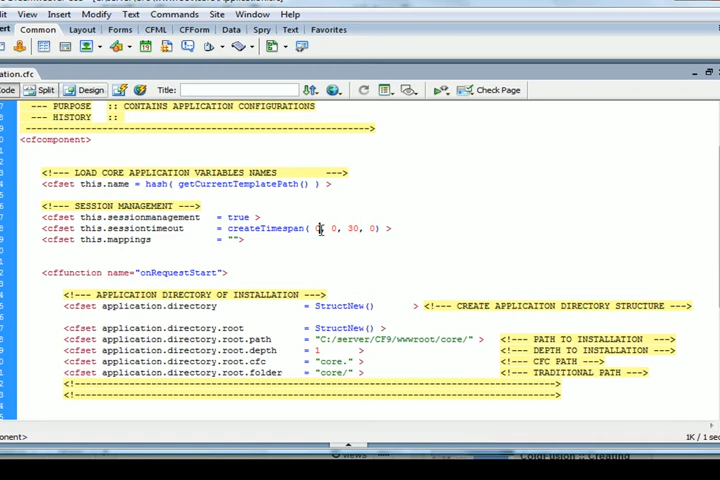 Edit View Insert Modify Text Commands Site Window Help
Common Layout Forms Text CFML CFForm Data Spry Text Favorites
ation.cfc
Code Split Design Title: Check Page
--- PURPOSE :: CONTAINS APPLICATION CONFIGURATIONS
--- HISTORY ::
------------------------------------------------------------->
<cfcomponent>
<!--- LOAD CORE APPLICATION VARIABLES NAMES --->
<cfset this.name = hash( getCurrentTemplatePath() ) >
<!--- SESSION MANAGEMENT --->
<cfset this.sessionmanagement = true >
<cfset this.sessiontimeout = createTimespan( 0, 0, 30, 0) >
<cfset this.mappings = "">
<cffunction name="onRequestStart">
<!--- APPLICATION DIRECTORY OF INSTALLATION --->
<cfset application.directory = StructNew() > <!--- CREATE APPLICAITON DIRECTORY STRUCTURE --->
<cfset application.directory.root = StructNew() >
<cfset application.directory.root.path = "C:/server/CF9/wwwroot/core/" > <!--- PATH TO INSTALLATION --->
<cfset application.directory.root.depth = 1 > <!--- DEPTH TO INSTALLATION --->
<cfset application.directory.root.cfc = "core." > <!--- CFC PATH --->
<cfset application.directory.root.folder = "core/" > <!--- TRADITIONAL PATH --->
<!---------------------------------------------------------------------------------->
<!---------------------------------------------------------------------------------->
ponent>
1K / 1 sec
views
ColdFusion :: Creating